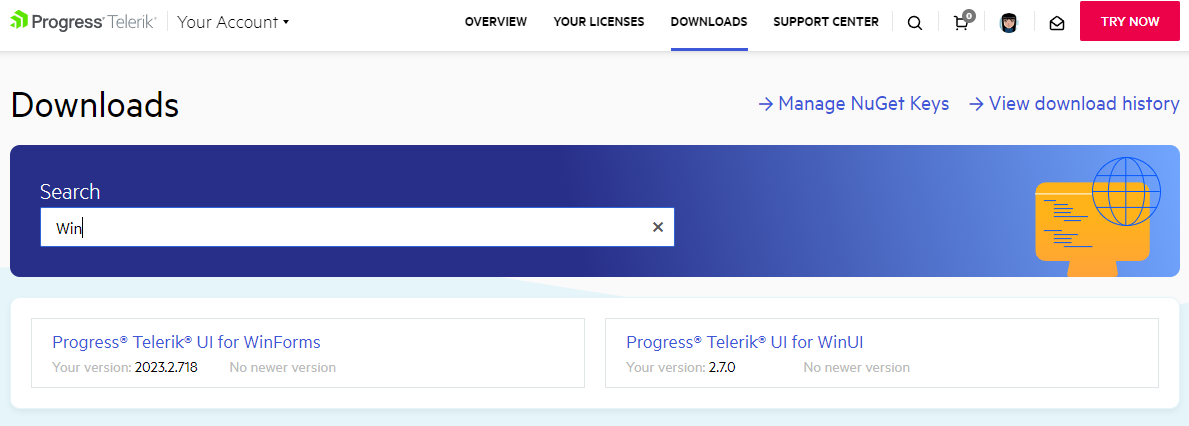 Progress Telerik Your Account OVERVIEW YOUR LICENSES DOWNLOADS SUPPORT CENTER 0 TRY NOW
Downloads → Manage NuGet Keys → View download history
Search
Win ×
Progress® Telerik® UI for WinForms
Your version: 2023.2.718 No newer version
Progress® Telerik® UI for WinUI
Your version: 2.7.0 No newer version